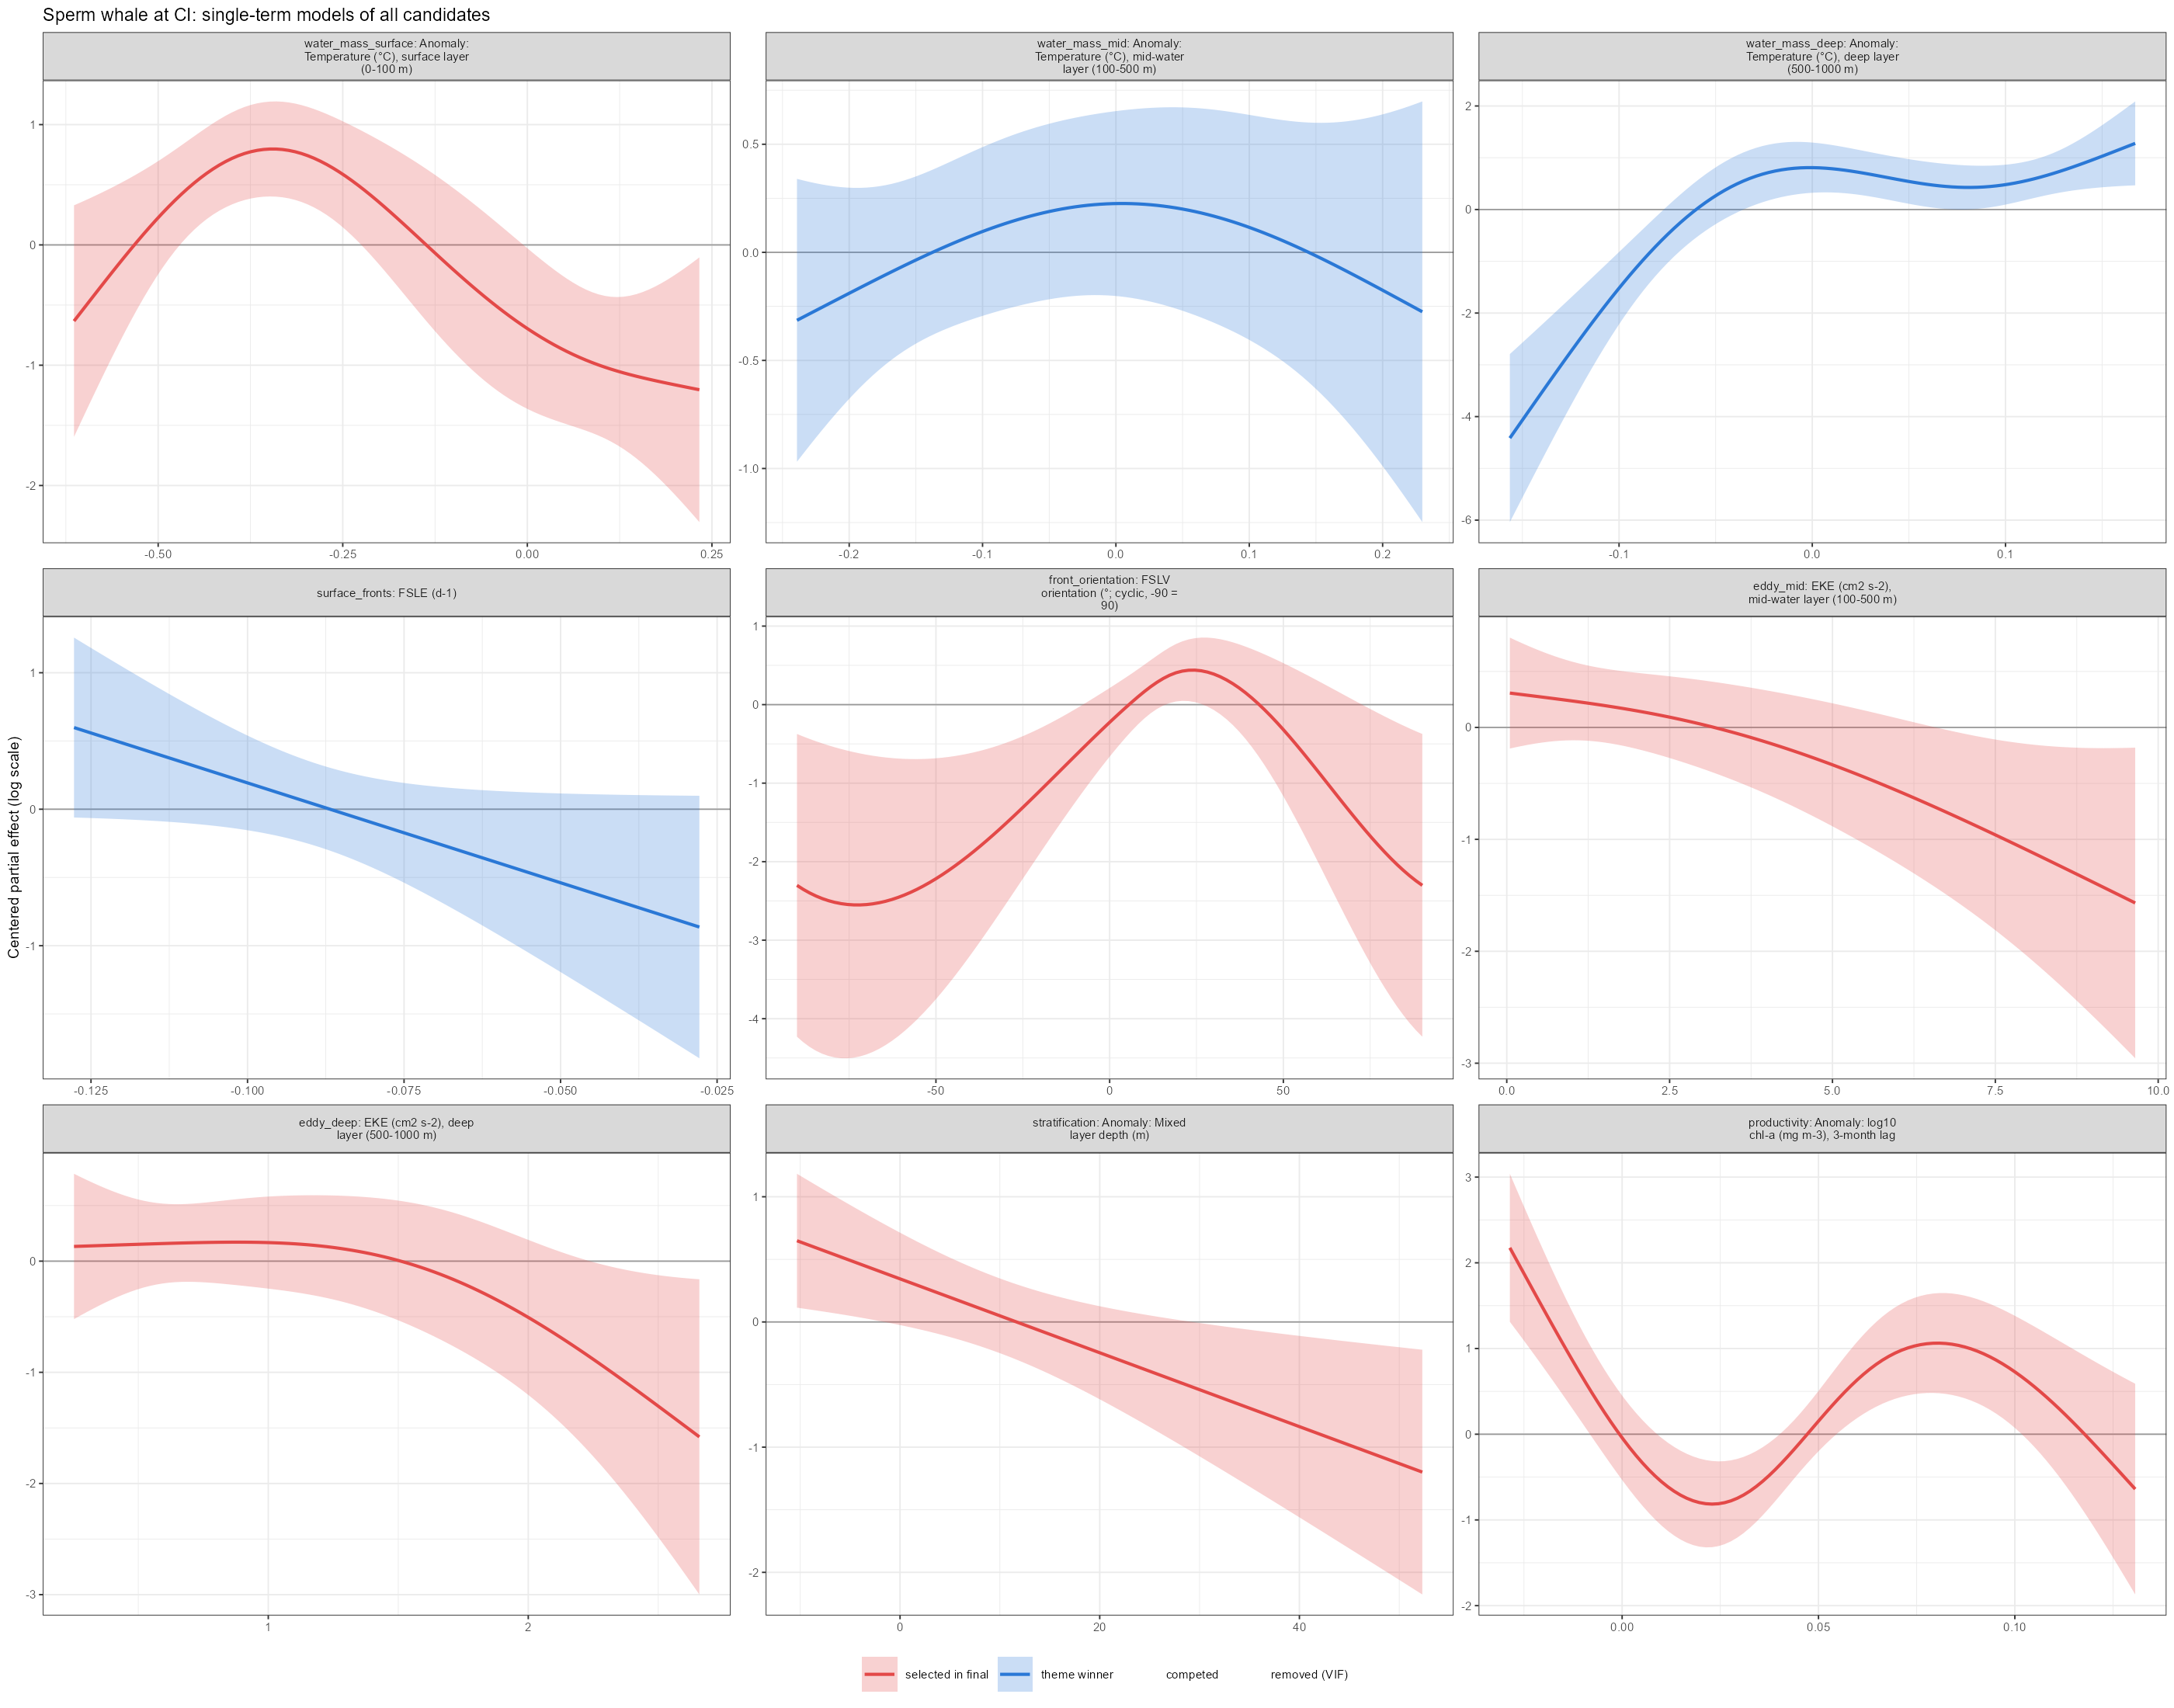 Sperm whale at CI: single-term models of all candidates
water_mass_surface: Anomaly:
Temperature (°C), surface layer
(0-100 m)
water_mass_mid: Anomaly:
Temperature (°C), mid-water
layer (100-500 m)
water_mass_deep: Anomaly:
Temperature (°C), deep layer
(500-1000 m)
1
0
-1
-2
-0.50
-0.25
0.00
0.25
0.5
0.0
-0.5
-1.0
-0.2
-0.1
0.0
0.1
0.2
2
0
-2
-4
-6
-0.1
0.0
0.1
Centered partial effect (log scale)
surface_fronts: FSLE (d-1)
front_orientation: FSLV
orientation (°; cyclic, -90 =
90)
eddy_mid: EKE (cm2 s-2),
mid-water layer (100-500 m)
1
0
-1
-0.125
-0.100
-0.075
-0.050
-0.025
1
0
-1
-2
-3
-4
-50
0
50
0
-1
-2
-3
0.0
2.5
5.0
7.5
10.0
eddy_deep: EKE (cm2 s-2), deep
layer (500-1000 m)
stratification: Anomaly: Mixed
layer depth (m)
productivity: Anomaly: log10
chl-a (mg m-3), 3-month lag
0
-1
-2
-3
1
2
1
0
-1
-2
0
20
40
3
2
1
0
-1
-2
0.00
0.05
0.10
selected in final
theme winner
competed
removed (VIF)